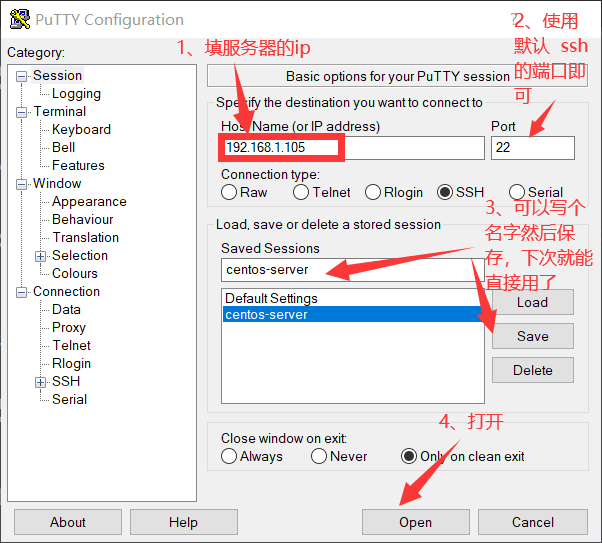 PuTTY Configuration
?
1、填服务器的ip
2、使用
默认 ssh
的端口即
可
Category:
Session
Logging
Terminal
Keyboard
Bell
Features
Window
Appearance
Behaviour
Translation
Selection
Colours
Connection
Data
Proxy
Telnet
Rlogin
SSH
Serial
Basic options for your PuTTY session
Specify the destination you want to connect to
Host Name (or IP address) Port
192.168.1.105 22
Connection type:
Raw Telnet Rlogin SSH Serial
3、可以写个
名字然后保
存，下次就能
直接用了
Load, save or delete a stored session
Saved Sessions
centos-server
Default Settings
centos-server
Load
Save
Delete
4、打开
Close window on exit:
Always Never Only on clean exit
About Help Open Cancel